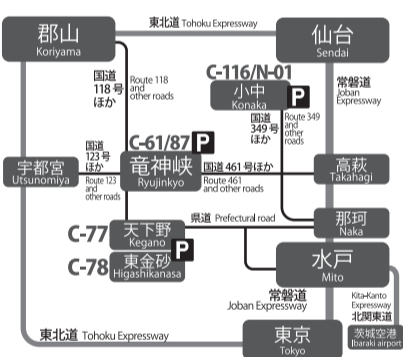 東北道 Tohoku Expressway
郡山
Koriyama
仙台
Sendai
国道
118号
ほか
Route 118
and
other roads
C-116/N-01
小中
Konaka
P
常磐道
Joban
Expressway
国道
349号
ほか
Route 349
and
other
roads
C-61/87
P
国道
123号
ほか
Route 123
and
other roads
宇都宮
Utsunomiya
竜神峡
Ryujinkyo
国道461号ほか
Route 461
and other roads
高萩
Takahagi
県道 Prefectural road
那珂
Naka
C-77
天下野
Kegano
P
C-78
東金砂
Higashikanasa
水戸
Mito
常磐道
Joban Expressway
Kita-Kanto
Expressway
北関東道
東北道 Tohoku Expressway
東京
Tokyo
茨城空港
Ibaraki airport